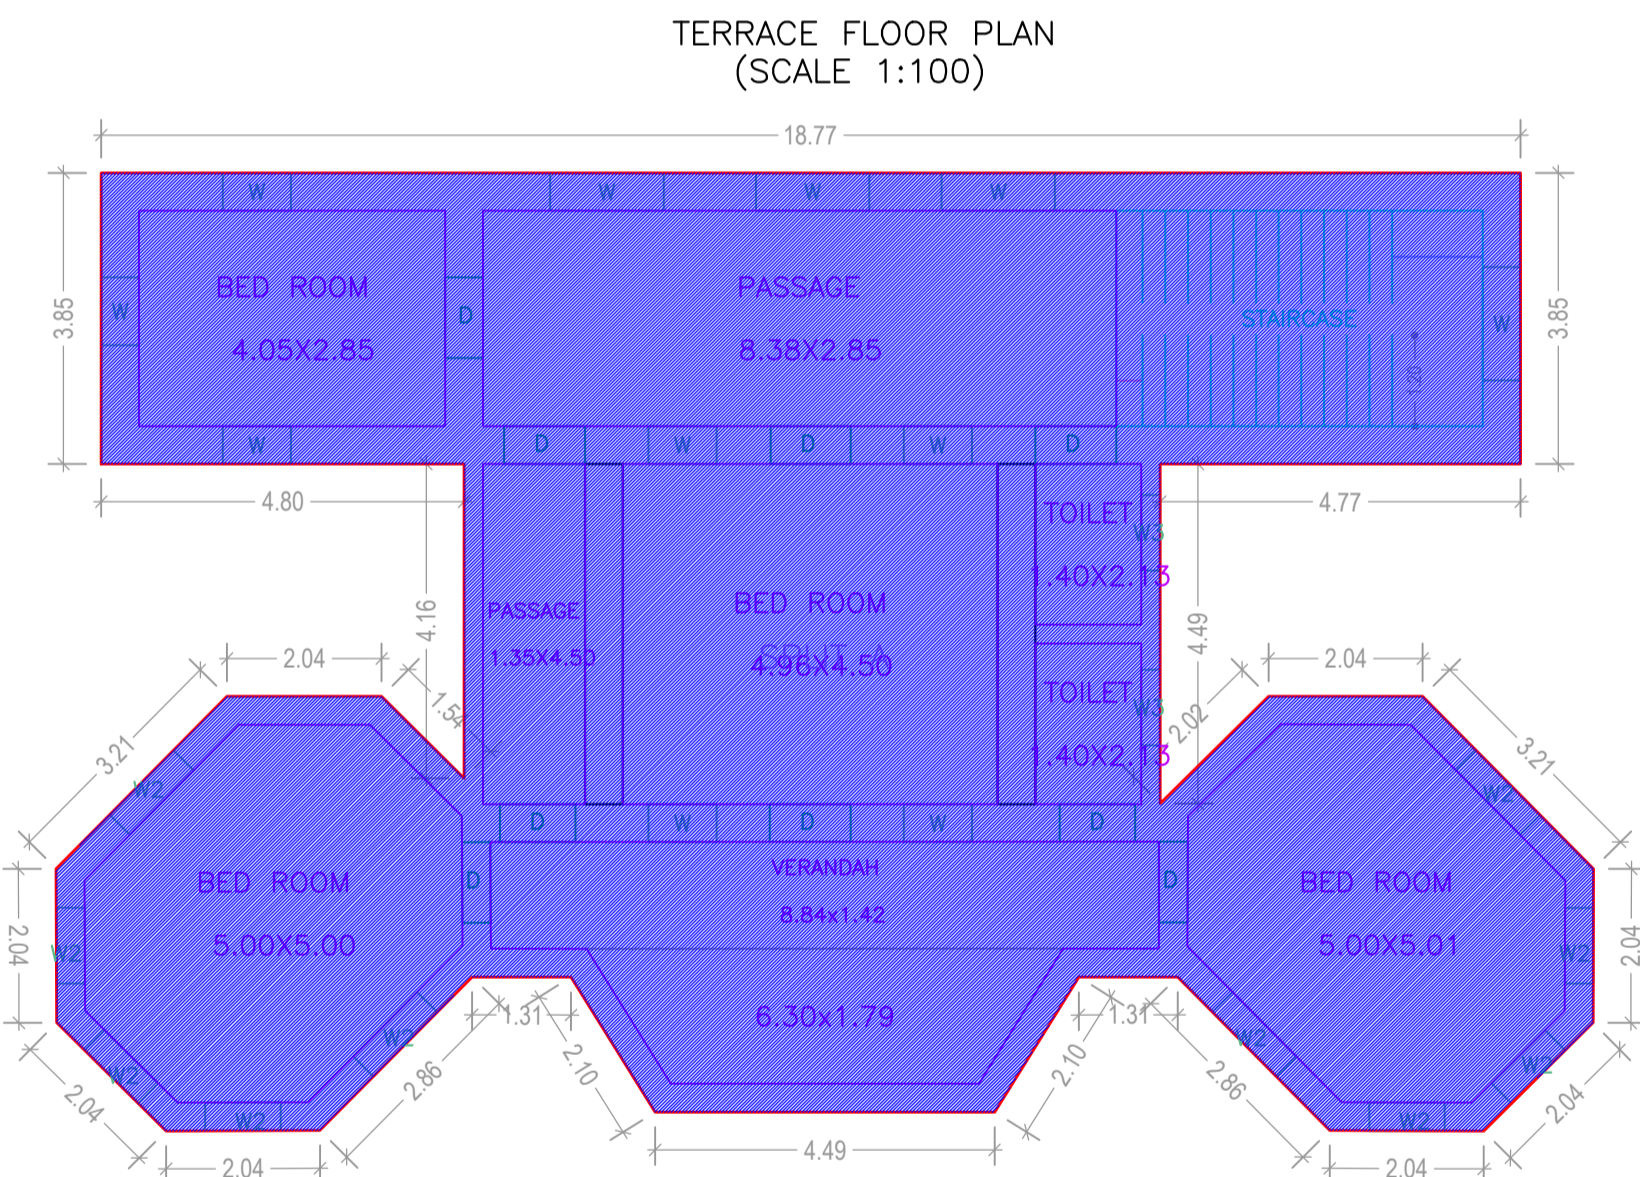 TERRACE FLOOR PLAN
(SCALE 1:100)
18.77
W
W
W
W
3.85
BED ROOM
4.05X2.85
W
D
PASSAGE
8.38X2.85
STAIRCASE
W
1.20
3.85
W
D
W
D
W
D
4.80
4.77
4.16
4.49
TOILET
W3
1.40X2.13
PASSAGE
1.35X4.50
BED ROOM
SPLIT A
4.96X4.50
TOILET
W3
1.40X2.13
2.04
2.04
3.21
1.54
2.02
3.21
W2
W2
D
W
D
W
D
BED ROOM
5.00X5.00
D
VERANDAH
8.84x1.42
D
BED ROOM
5.00X5.01
2.04
W2
W2
2.04
6.30x1.79
1.31
1.31
W2
W2
W2
W2
2.04
2.86
2.10
2.10
2.86
2.04
W2
W2
2.04
4.49
2.04